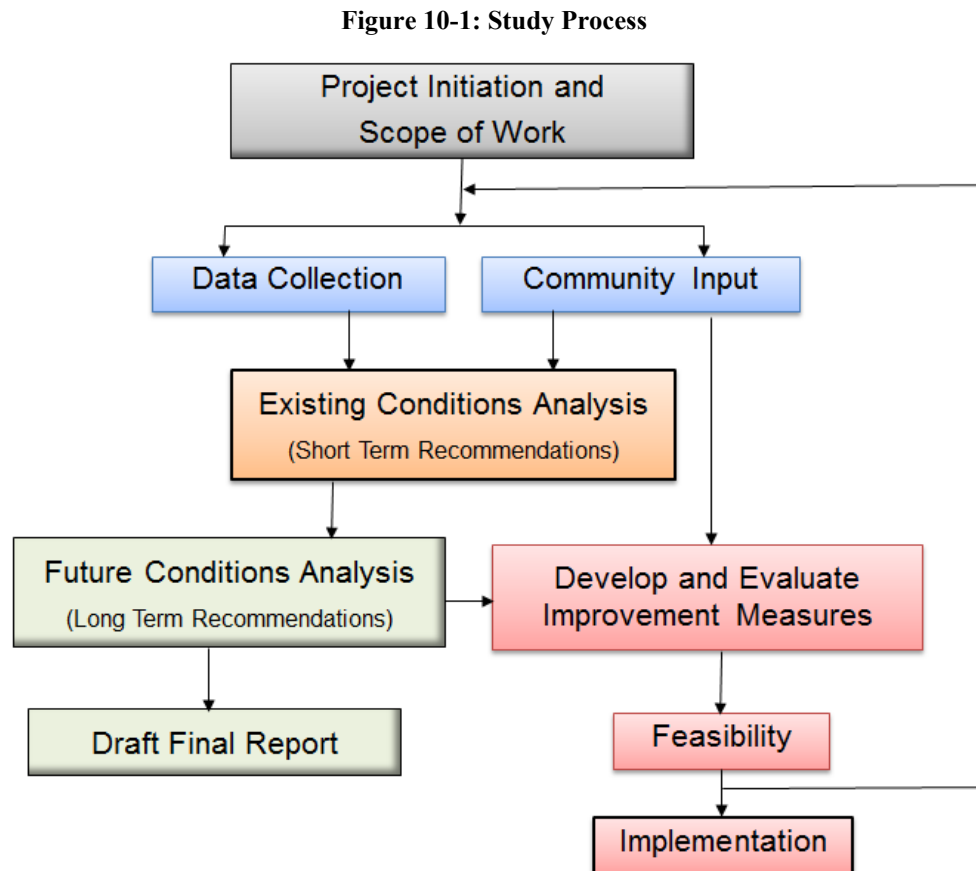 Figure 10-1: Study Process
Project Initiation and
Scope of Work
Data Collection
Community Input
Existing Conditions Analysis
(Short Term Recommendations)
Future Conditions Analysis
(Long Term Recommendations)
Develop and Evaluate
Improvement Measures
Draft Final Report
Feasibility
Implementation